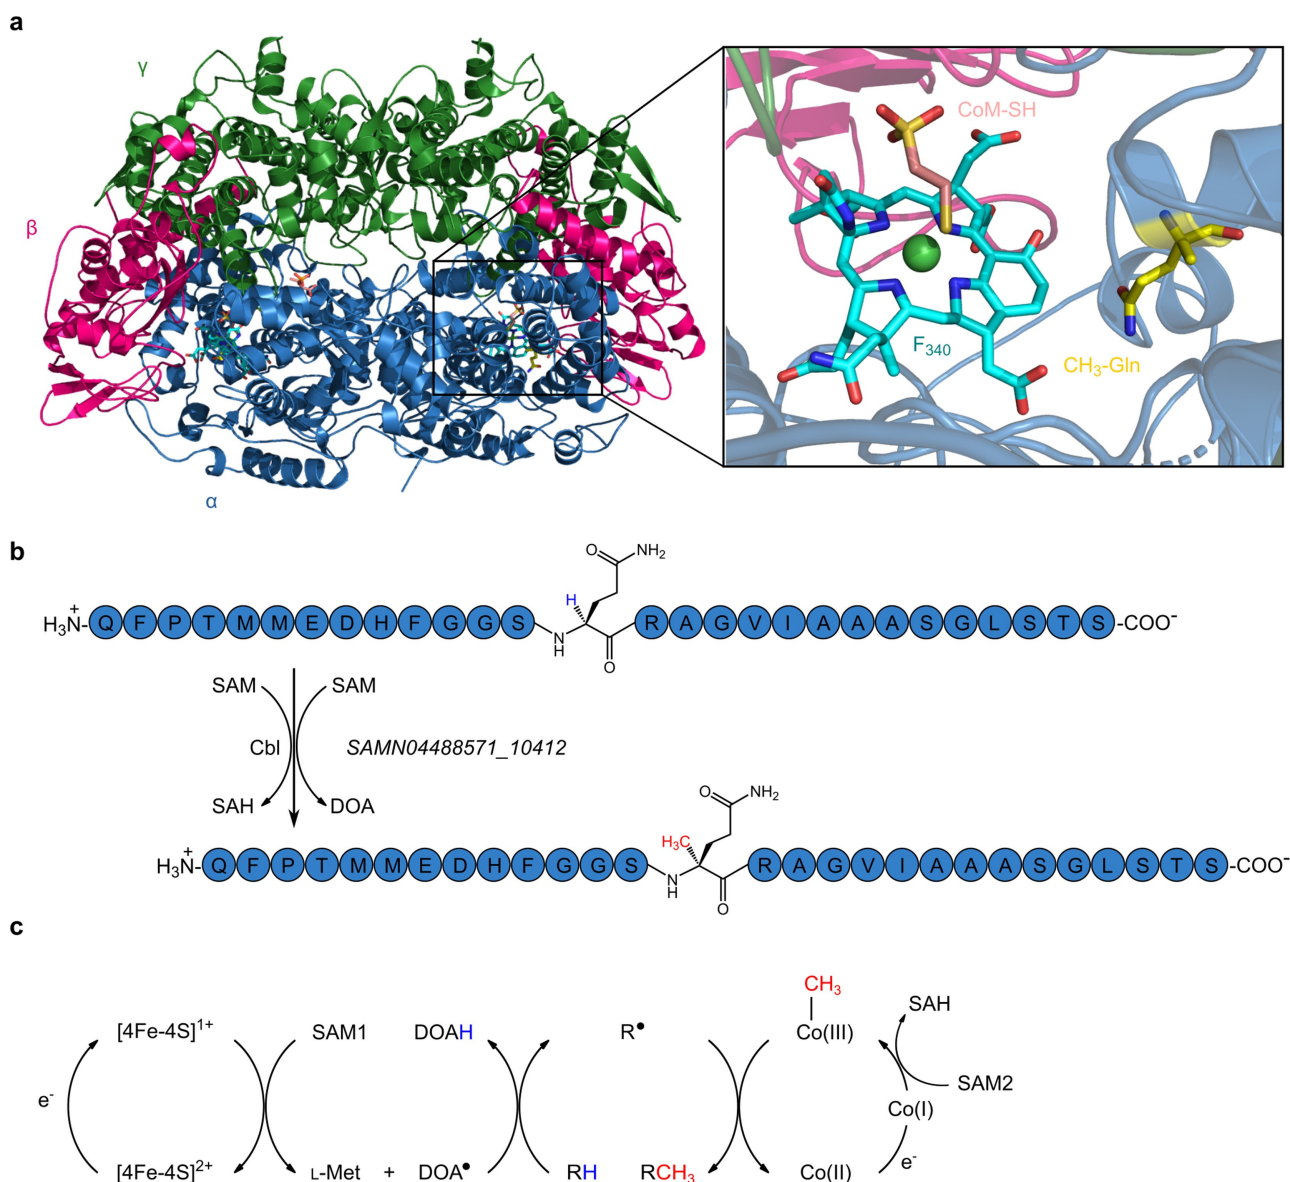 a
γ
β
α
CoM-SH
F340
CH3-Gln
b
O NH2
H
H3N+- Q F P T M M E D H F G G S N H O R A G V I A A A S G L S T S -COO-
SAM SAM
Cbl SAMN04488571_10412
SAH DOA
O NH2
H3C
H3N+- Q F P T M M E D H F G G S N H O R A G V I A A A S G L S T S -COO-
c
CH3
SAH
[4Fe-4S]1+ SAM1 DOAH R• Co(III)
SAM2
e- Co(I)
[4Fe-4S]2+ L-Met + DOA• RH RCH3 Co(II) e-